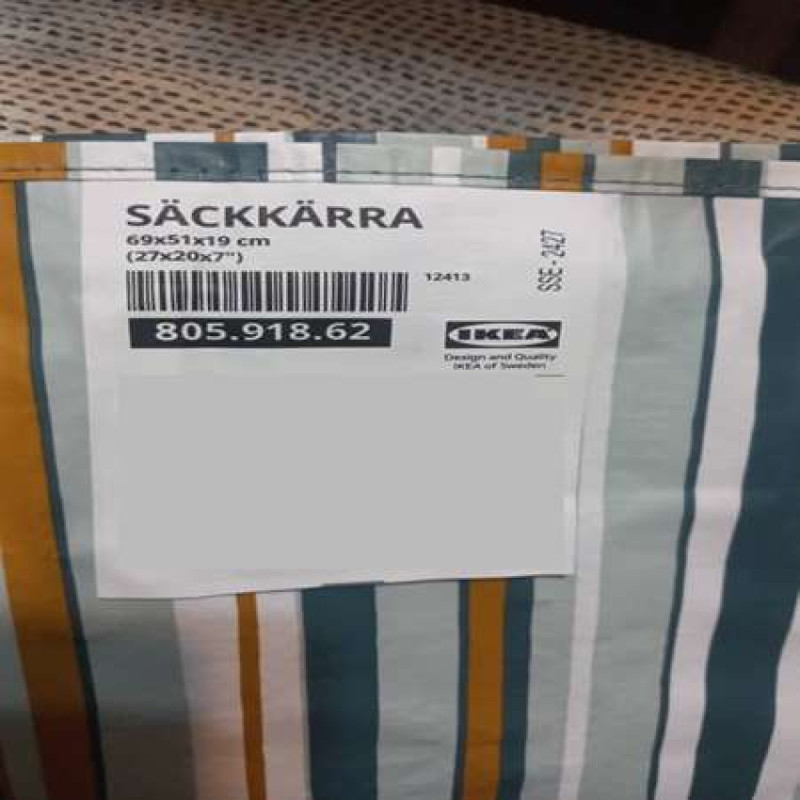 SÄCKKÄRRA
69x51x19 cm
(27x20x7")
12413
SSE - 2427
805.918.62
IKEA
Design and Quality
IKEA of Sweden